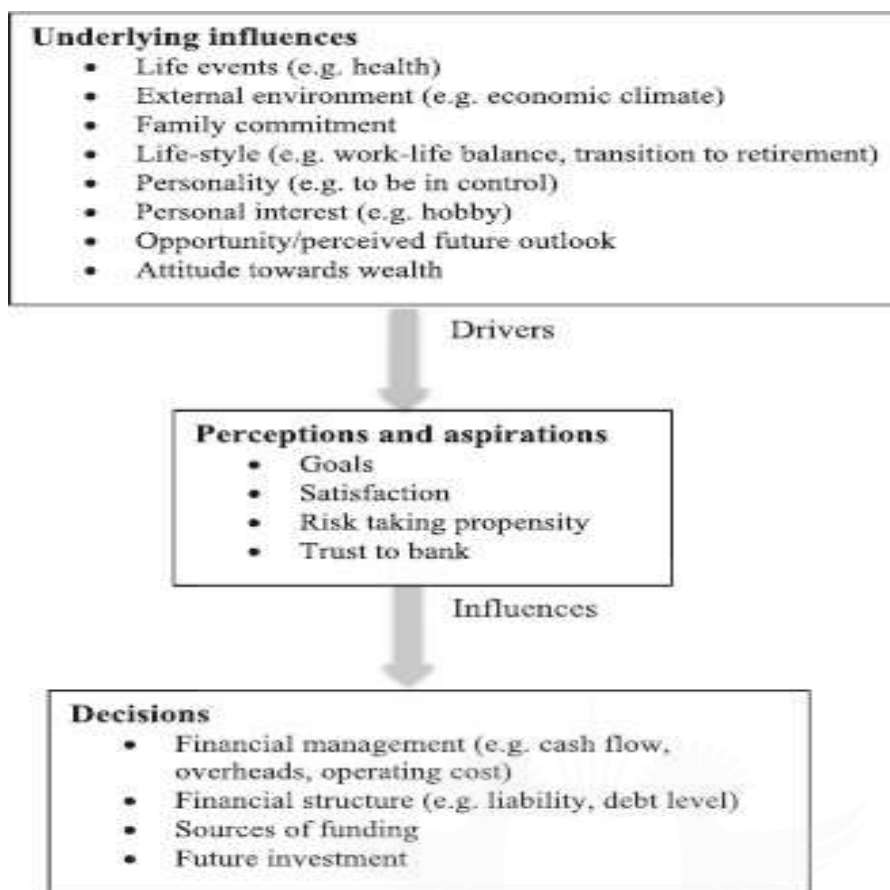 Underlying influences
• Life events (e.g. health)
• External environment (e.g. economic climate)
• Family commitment
• Life-style (e.g. work-life balance, transition to retirement)
• Personality (e.g. to be in control)
• Personal interest (e.g. hobby)
• Opportunity/perceived future outlook
• Attitude towards wealth
Drivers
Perceptions and aspirations
• Goals
• Satisfaction
• Risk taking propensity
• Trust to bank
Influences
Decisions
• Financial management (e.g. cash flow,
overheads, operating cost)
• Financial structure (e.g. liability, debt level)
• Sources of funding
• Future investment